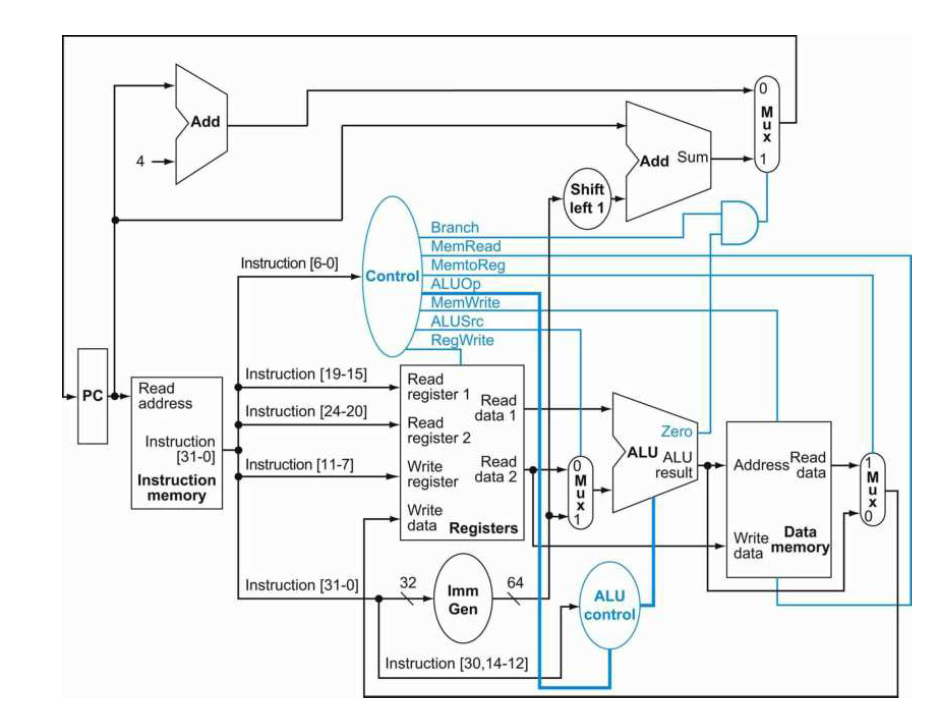 Add
4
Add Sum
0
M
u
x
1
Shift
left 1
Branch
MemRead
MemtoReg
ALUOp
MemWrite
ALUSrc
RegWrite
Control
Instruction [6-0]
PC
Read
address
Instruction
[31-0]
Instruction
memory
Instruction [19-15]
Instruction [24-20]
Instruction [11-7]
Read
register 1
Read
register 2
Write
register
Write
data
Read
data 1
Read
data 2
Registers
0
M
u
x
1
Zero
ALU
ALU
result
Address
Read
data
Write
data
Data
memory
1
M
u
x
0
Instruction [31-0]
32
Imm
Gen
64
ALU
control
Instruction [30,14-12]